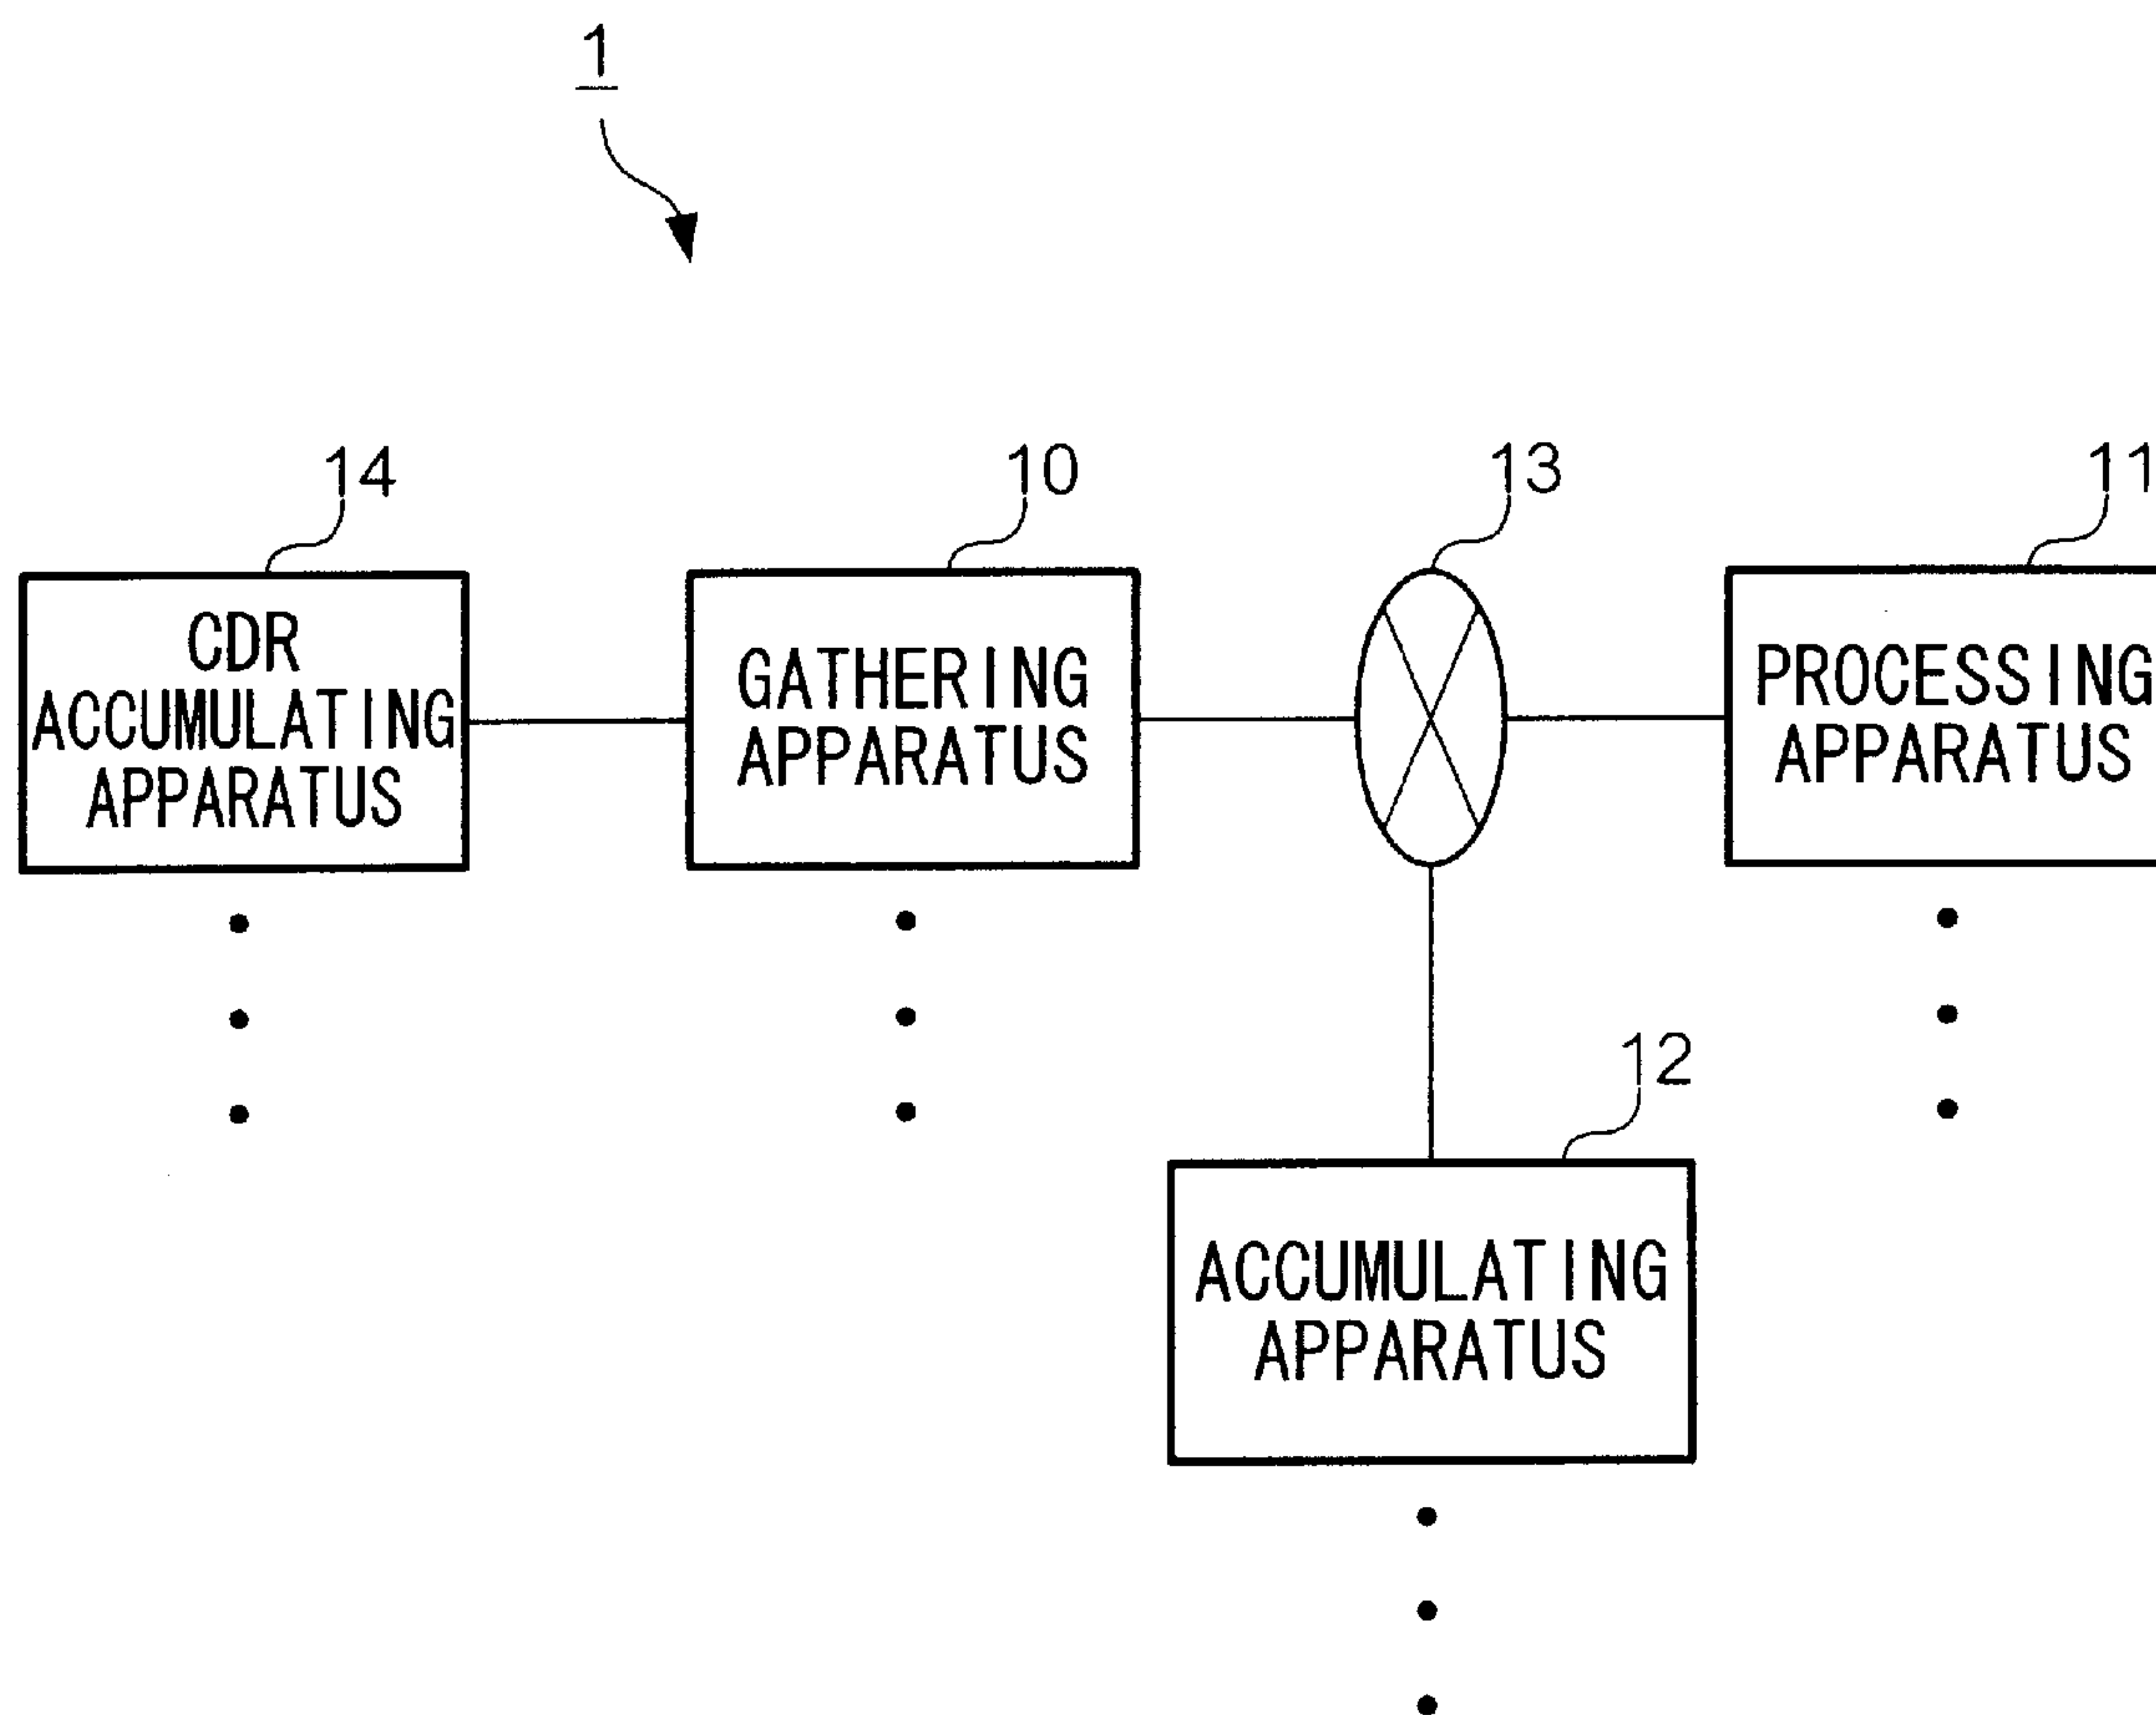 1
14
10
13
11
CDR
ACCUMULATING
APPARATUS
GATHERING
APPARATUS
PROCESSING
APPARATUS
12
ACCUMULATING
APPARATUS